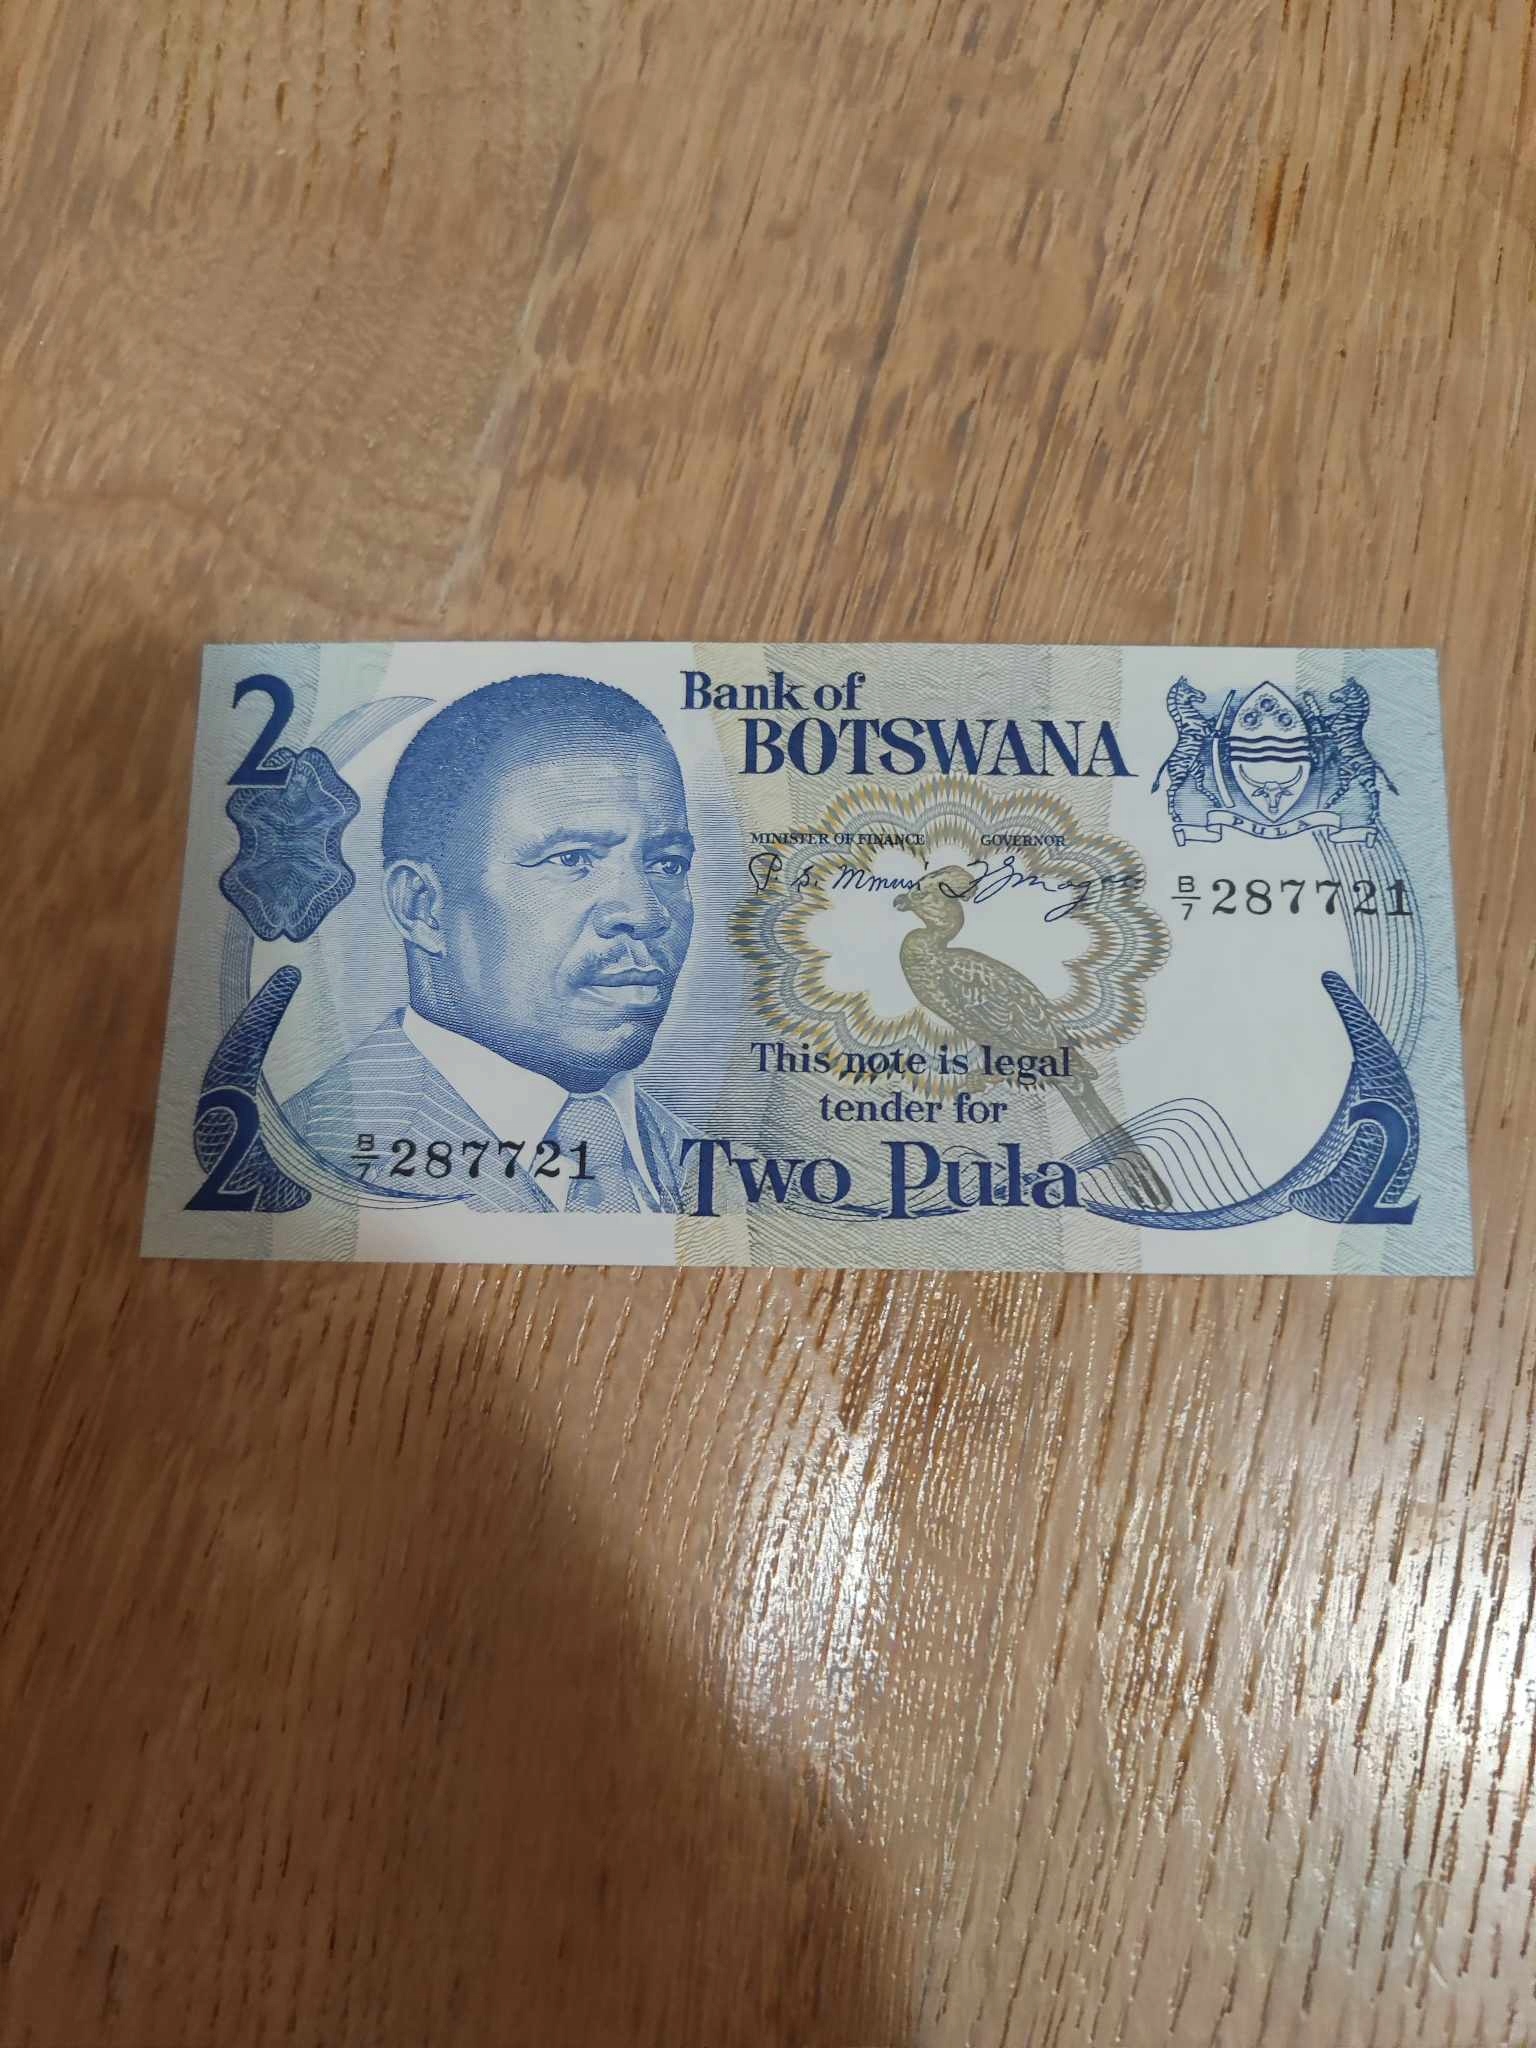 2
Bank of
BOTSWANA
PULA
MINISTER OF FINANCE GOVERNOR
P. S. Mmusi
B/7 287721
This note is legal
tender for
Two Pula
B/7 287721
2
2